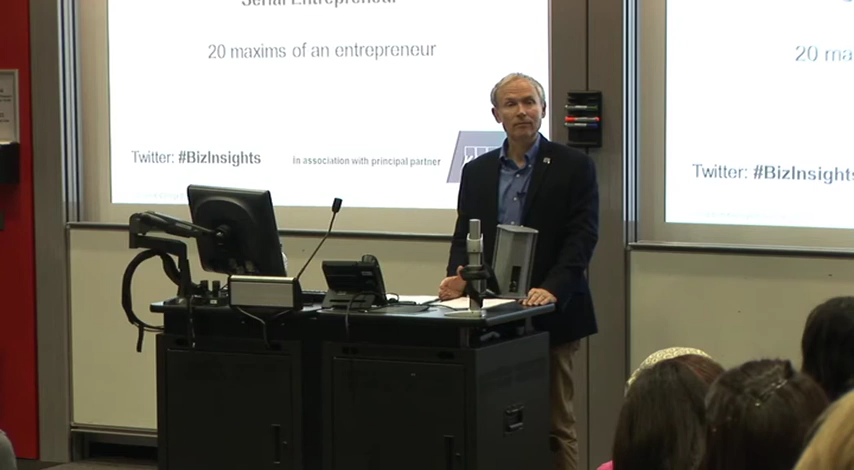 Serial Entrepreneur
20 maxims of an entrepreneur
20 ma
Twitter: #BizInsights
In association with principal partner
Twitter: #BizInsights